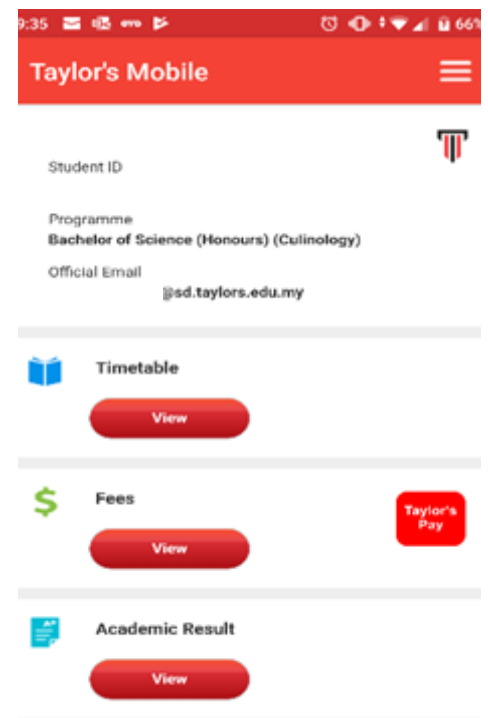 9:35 66%
Taylor's Mobile
Student ID
Programme
Bachelor of Science (Honours) (Culinology)
Official Email
@sd.taylors.edu.my
Timetable
View
Fees
Taylor's
Pay
View
Academic Result
View